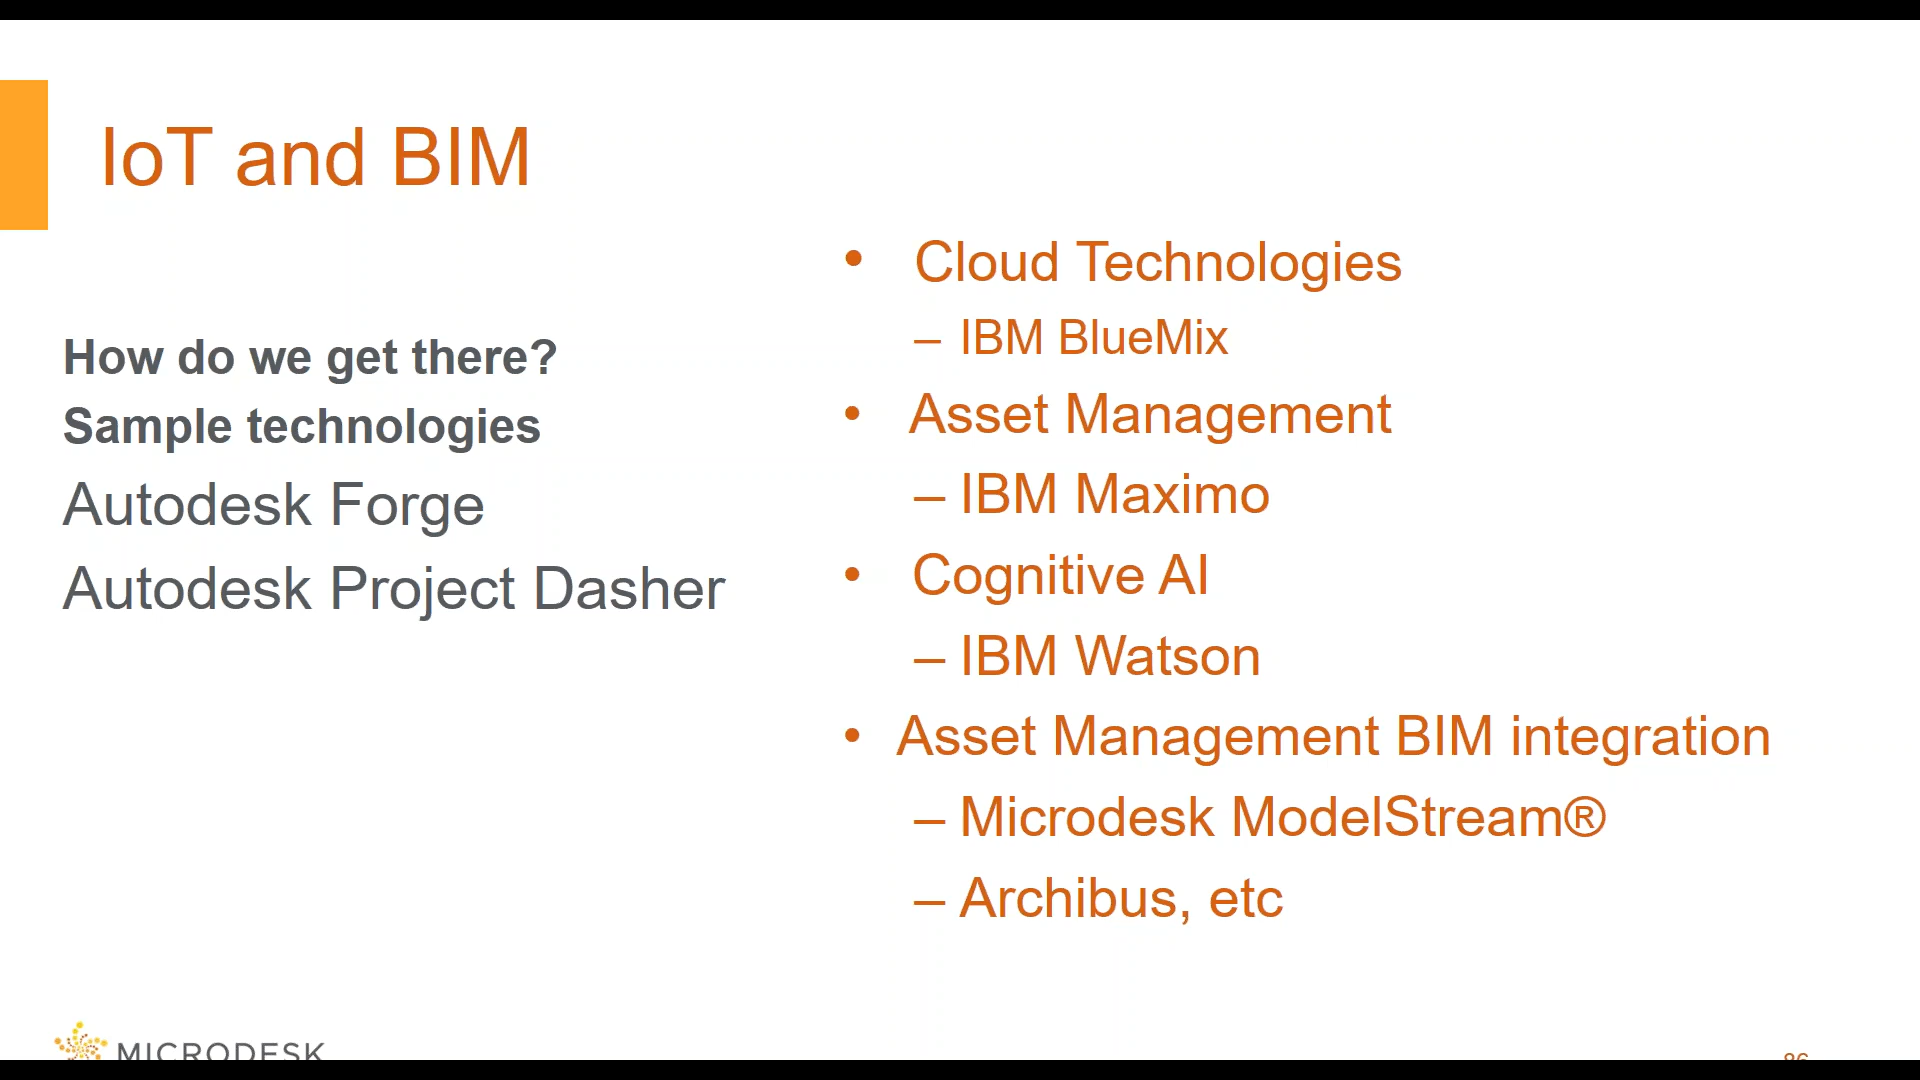 IoT and BIM
How do we get there?
Sample technologies
Autodesk Forge
Autodesk Project Dasher
• Cloud Technologies
– IBM BlueMix
• Asset Management
– IBM Maximo
• Cognitive AI
– IBM Watson
• Asset Management BIM integration
– Microdesk ModelStream®
– Archibus, etc
MICRODESK